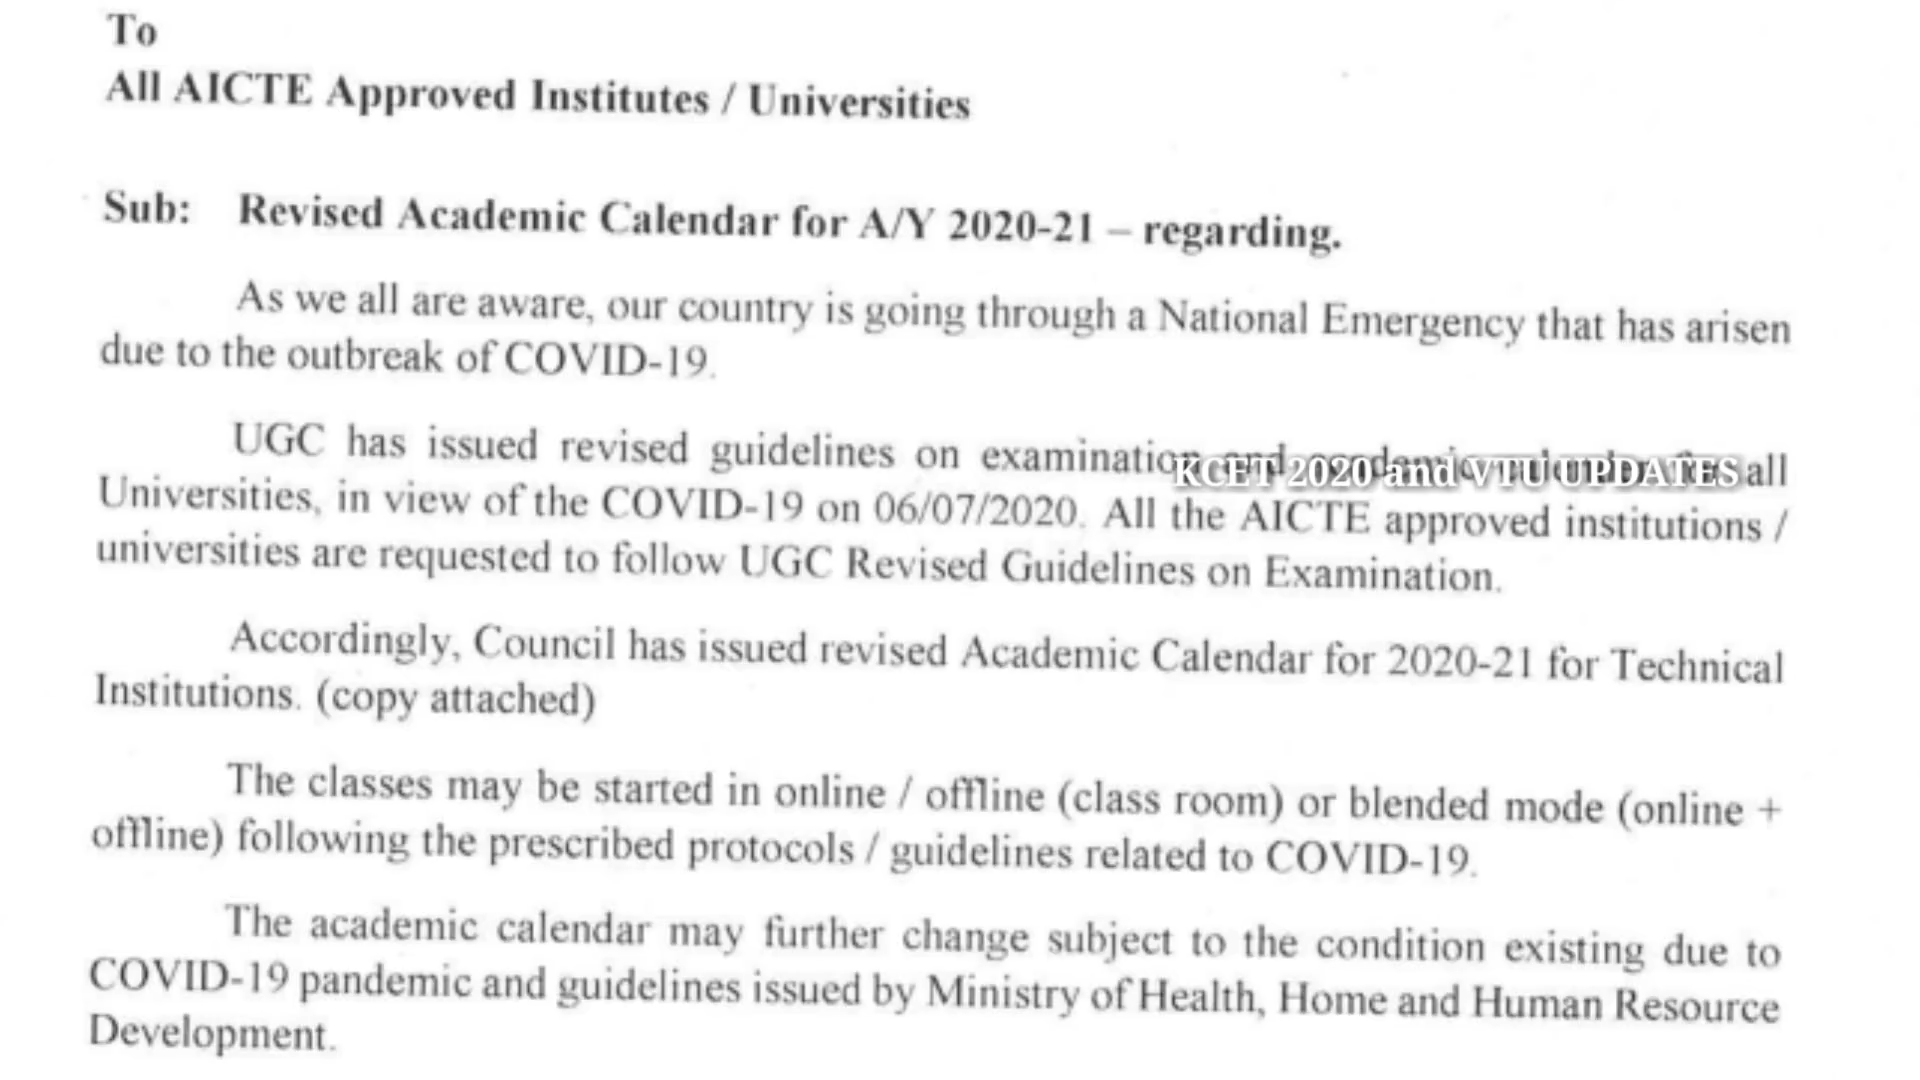 To
All AICTE Approved Institutes / Universities
Sub: Revised Academic Calendar for A/Y 2020-21 – regarding.
As we all are aware, our country is going through a National Emergency that has arisen
due to the outbreak of COVID-19.
UGC has issued revised guidelines on examination and academic calendar for all
KCET 2020 and VTU UPDATES
Universities, in view of the COVID-19 on 06/07/2020. All the AICTE approved institutions /
universities are requested to follow UGC Revised Guidelines on Examination.
Accordingly, Council has issued revised Academic Calendar for 2020-21 for Technical
Institutions. (copy attached)
The classes may be started in online / offline (class room) or blended mode (online +
offline) following the prescribed protocols / guidelines related to COVID-19.
The academic calendar may further change subject to the condition existing due to
COVID-19 pandemic and guidelines issued by Ministry of Health, Home and Human Resource
Development.